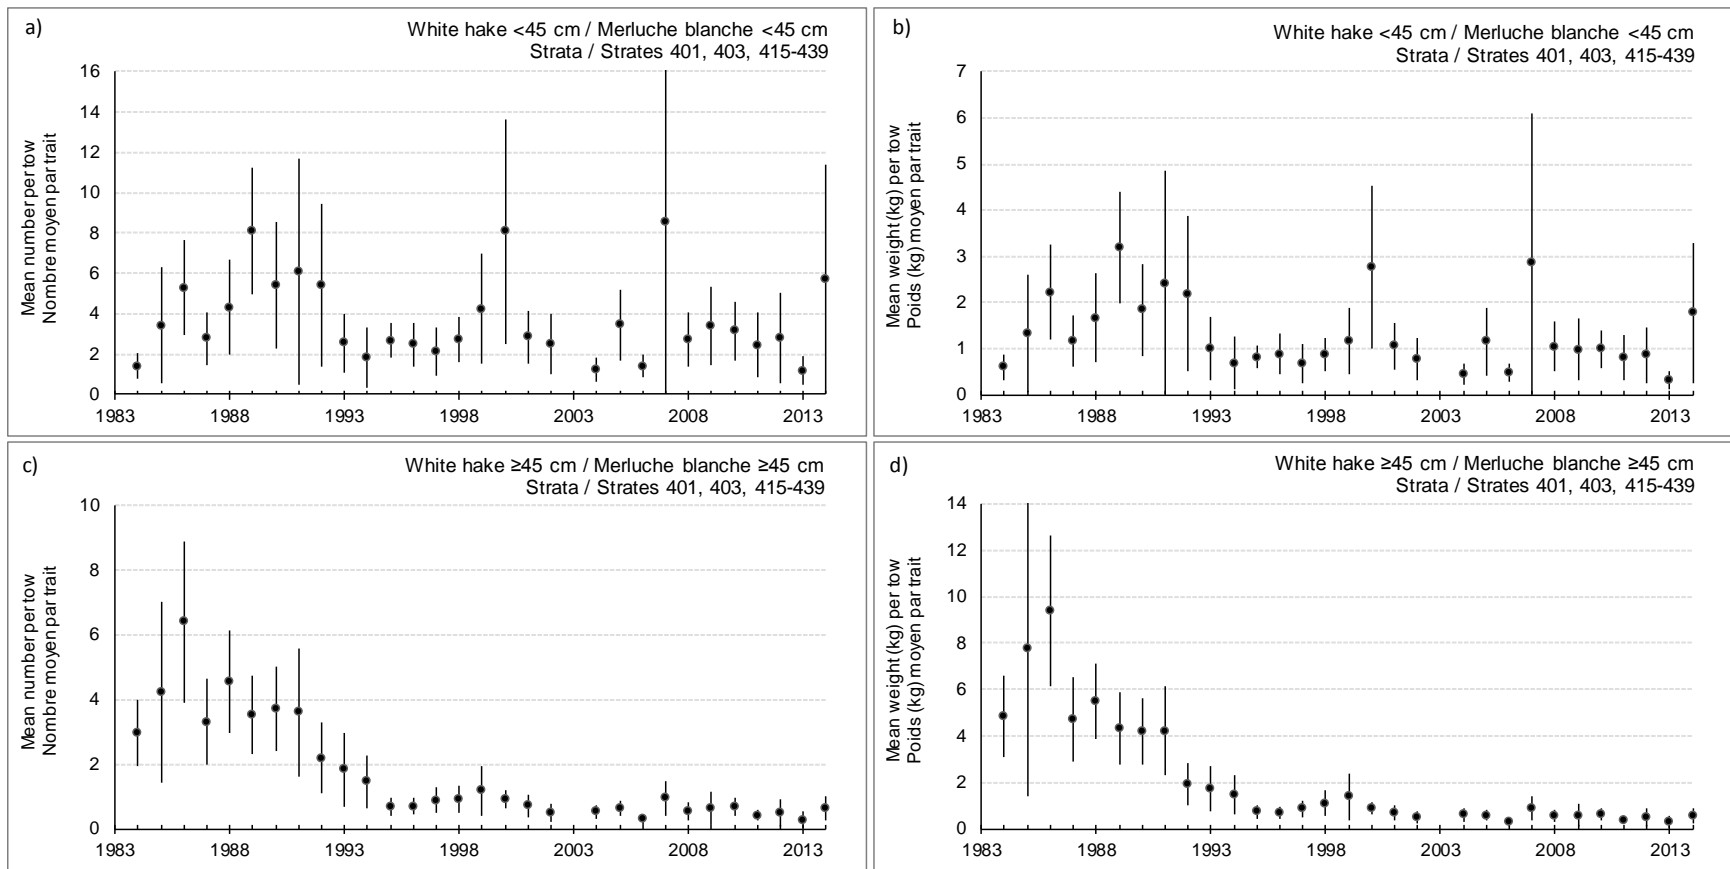 a)
White hake <45 cm / Merluche blanche <45 cm
Strata / Strates 401, 403, 415-439
Mean number per tow
Nombre moyen par trait
16
14
12
10
8
6
4
2
0
1983 1988 1993 1998 2003 2008 2013
b)
White hake <45 cm / Merluche blanche <45 cm
Strata / Strates 401, 403, 415-439
Mean weight (kg) per tow
Poids (kg) moyen par trait
7
6
5
4
3
2
1
0
1983 1988 1993 1998 2003 2008 2013
c)
White hake ≥45 cm / Merluche blanche ≥45 cm
Strata / Strates 401, 403, 415-439
Mean number per tow
Nombre moyen par trait
10
8
6
4
2
0
1983 1988 1993 1998 2003 2008 2013
d)
White hake ≥45 cm / Merluche blanche ≥45 cm
Strata / Strates 401, 403, 415-439
Mean weight (kg) per tow
Poids (kg) moyen par trait
14
12
10
8
6
4
2
0
1983 1988 1993 1998 2003 2008 2013